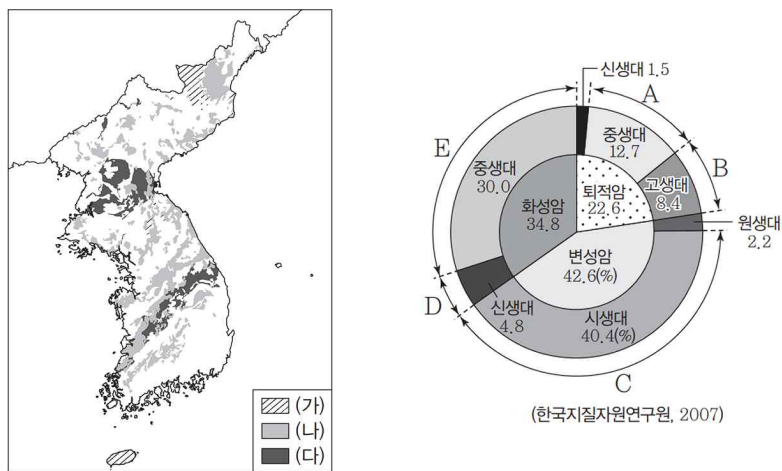 (가)
(나)
(다)
신생대 1.5
A
중생대
12.7
B
고생대
8.4
원생대
2.2
E
중생대
30.0
화성암
34.8
퇴적암
22.6
변성암
42.6(%)
D
신생대
4.8
시생대
40.4(%)
C
(한국지질자원연구원, 2007)